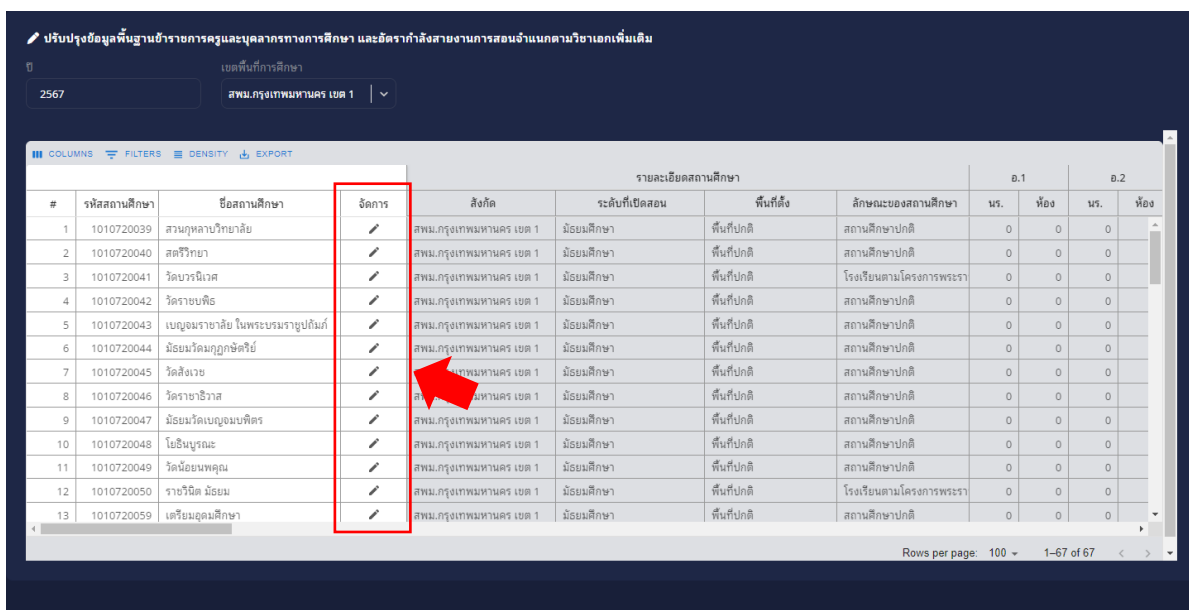 ปรับปรุงข้อมูลพื้นฐานข้าราชการครูและบุคลากรทางการศึกษา และอัตรากำลังสายงานการสอนจำแนกตามวิชาเอกเพิ่มเติม
ปี เขตพื้นที่การศึกษา
2567 สพม.กรุงเทพมหานคร เขต 1
COLUMNS FILTERS DENSITY EXPORT
รายละเอียดสถานศึกษา อ.1 อ.2
# รหัสสถานศึกษา ชื่อสถานศึกษา จัดการ สังกัด ระดับที่เปิดสอน พื้นที่ตั้ง ลักษณะของสถานศึกษา นร. ห้อง นร. ห้อง
1 1010720039 สวนกุหลาบวิทยาลัย สพม.กรุงเทพมหานคร เขต 1 มัธยมศึกษา พื้นที่ปกติ สถานศึกษาปกติ 0 0 0
2 1010720040 สตรีวิทยา สพม.กรุงเทพมหานคร เขต 1 มัธยมศึกษา พื้นที่ปกติ สถานศึกษาปกติ 0 0 0
3 1010720041 วัดบวรนิเวศ สพม.กรุงเทพมหานคร เขต 1 มัธยมศึกษา พื้นที่ปกติ โรงเรียนตามโครงการพระรา 0 0 0
4 1010720042 วัดราชบพิธ สพม.กรุงเทพมหานคร เขต 1 มัธยมศึกษา พื้นที่ปกติ สถานศึกษาปกติ 0 0 0
5 1010720043 เบญจมราชาลัย ในพระบรมราชูปถัมภ์ สพม.กรุงเทพมหานคร เขต 1 มัธยมศึกษา พื้นที่ปกติ สถานศึกษาปกติ 0 0 0
6 1010720044 มัธยมวัดมกุฏกษัตริย์ สพม.กรุงเทพมหานคร เขต 1 มัธยมศึกษา พื้นที่ปกติ สถานศึกษาปกติ 0 0 0
7 1010720045 วัดสังเวช เทพมหานคร เขต 1 มัธยมศึกษา พื้นที่ปกติ สถานศึกษาปกติ 0 0 0
8 1010720046 วัดราชาธิวาส มหานคร เขต 1 มัธยมศึกษา พื้นที่ปกติ สถานศึกษาปกติ 0 0 0
9 1010720047 มัธยมวัดเบญจมบพิตร สพม.กรุงเทพมหานคร เขต 1 มัธยมศึกษา พื้นที่ปกติ สถานศึกษาปกติ 0 0 0
10 1010720048 โยธินบูรณะ สพม.กรุงเทพมหานคร เขต 1 มัธยมศึกษา พื้นที่ปกติ สถานศึกษาปกติ 0 0 0
11 1010720049 วัดน้อยนพคุณ สพม.กรุงเทพมหานคร เขต 1 มัธยมศึกษา พื้นที่ปกติ สถานศึกษาปกติ 0 0 0
12 1010720050 ราชวินิต มัธยม สพม.กรุงเทพมหานคร เขต 1 มัธยมศึกษา พื้นที่ปกติ โรงเรียนตามโครงการพระรา 0 0 0
13 1010720059 เตรียมอุดมศึกษา สพม.กรุงเทพมหานคร เขต 1 มัธยมศึกษา พื้นที่ปกติ สถานศึกษาปกติ 0 0 0
Rows per page: 100 1–67 of 67